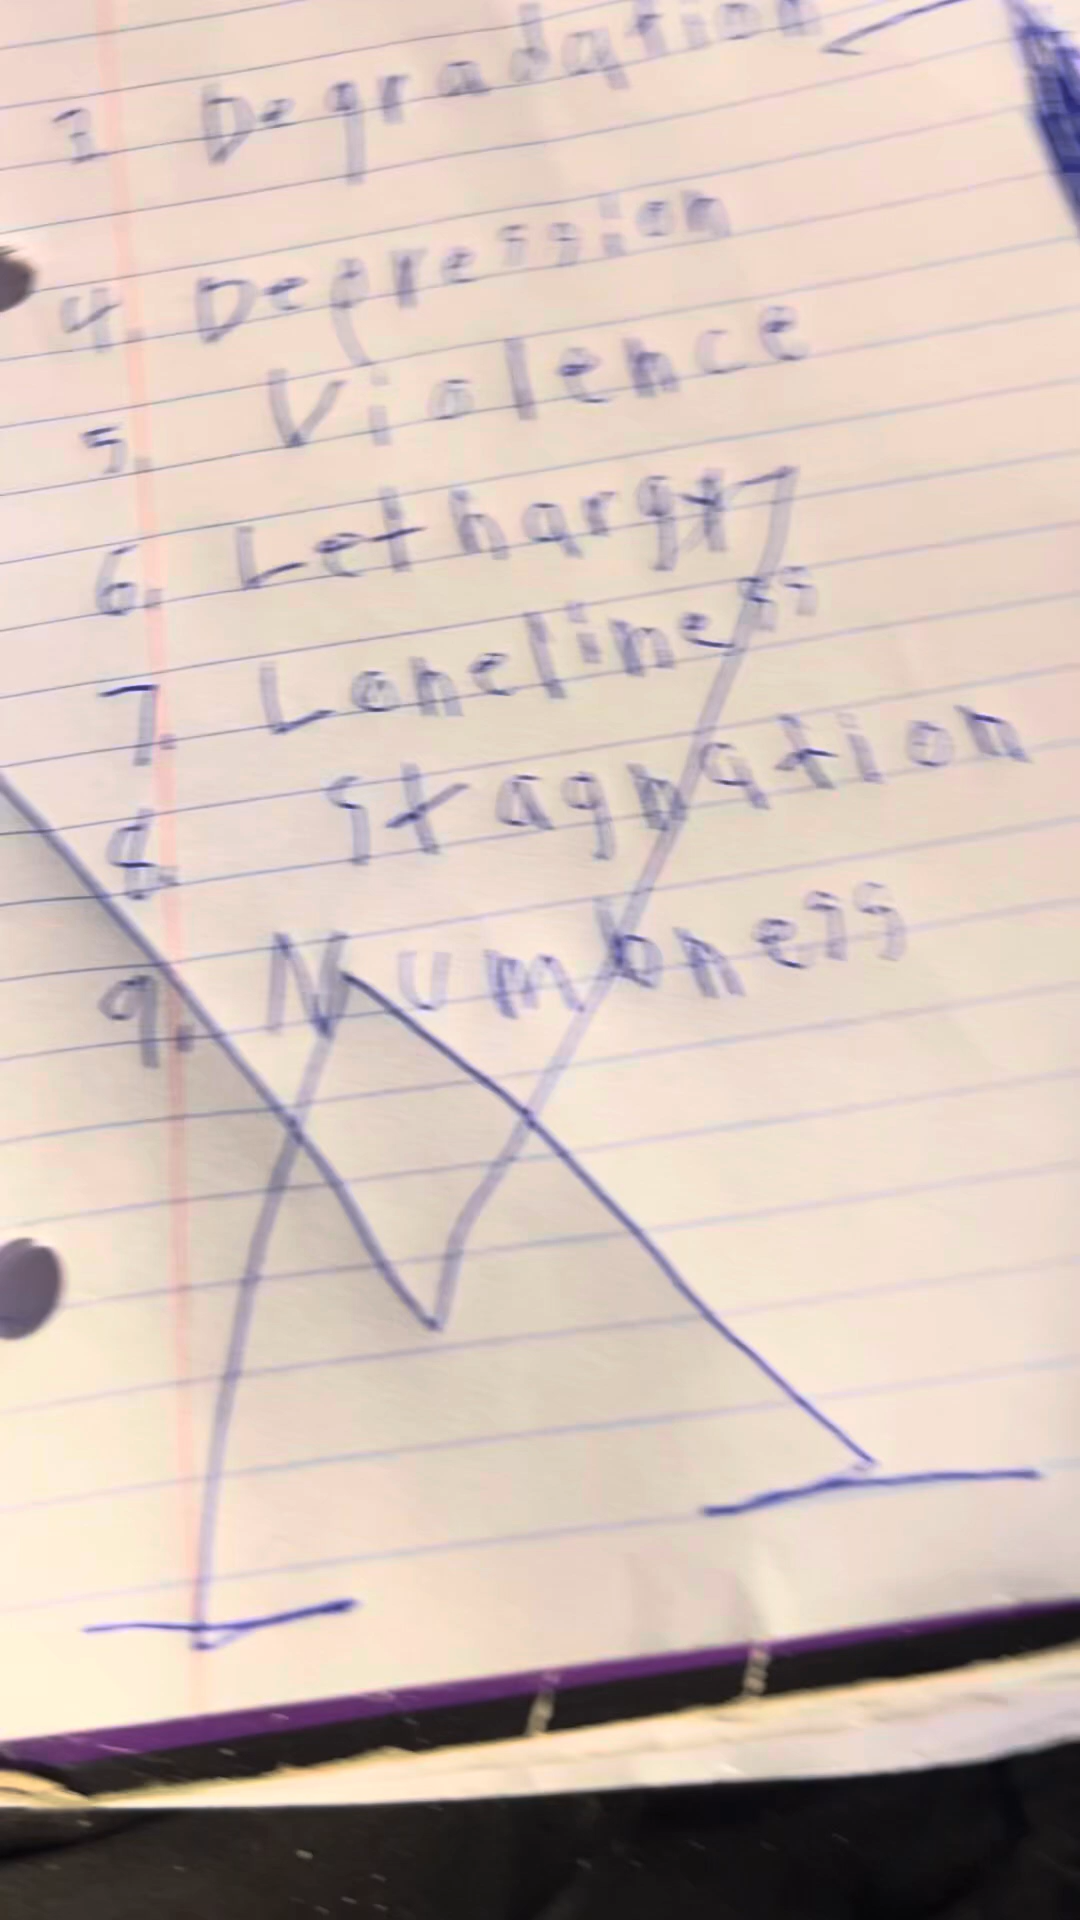 3. Degradation
4. Depression
5. Violence
6. Lethargy
7. Loneliness
8. Stagnation
9. Numbness